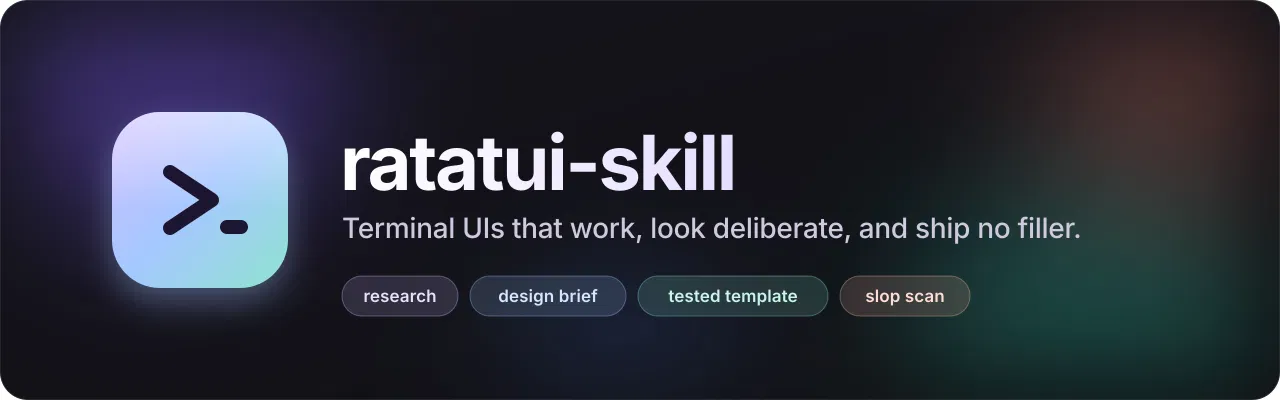 ratatui-skill
Terminal UIs that work, look deliberate, and ship no filler.
research design brief tested template slop scan